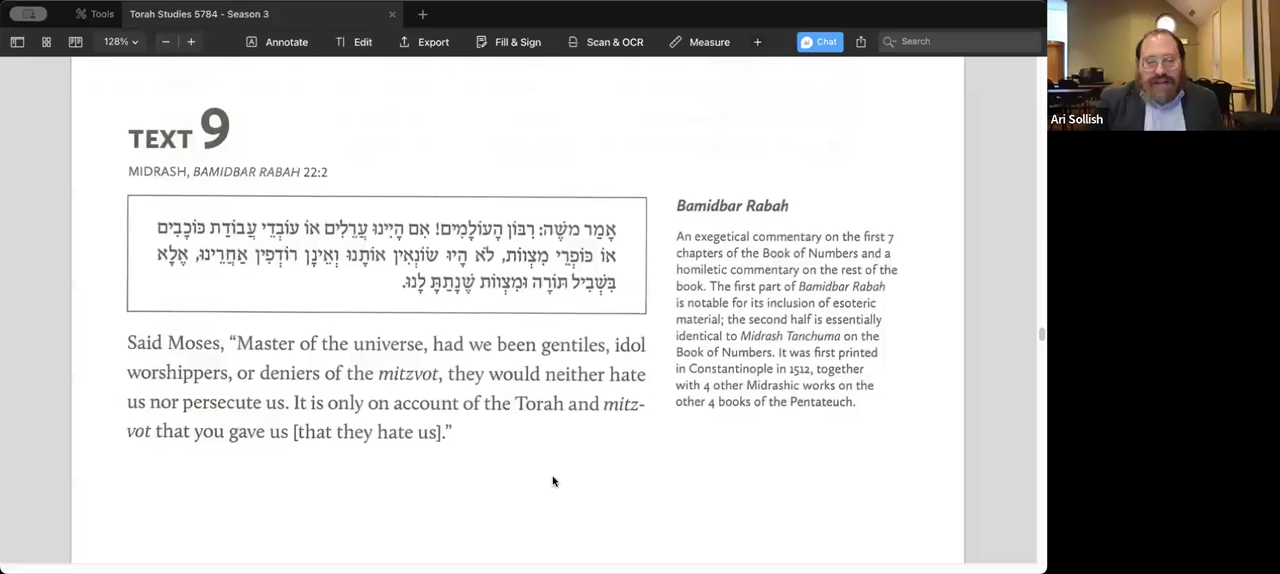 Tools
Torah Studies 5784 - Season 3
128%
Annotate
Edit
Export
Fill & Sign
Scan & OCR
Measure
Chat
Search
Ari Sollish
TEXT 9
MIDRASH, BAMIDBAR RABAH 22:2
אָמַר מֹשֶׁה: רִבּוֹן הָעוֹלָמִים! אִם הָיִינוּ עֲרֵלִים אוֹ עוֹבְדֵי עֲבוֹדַת כּוֹכָבִים
אוֹ כּוֹפְרֵי מִצְווֹת, לֹא הָיוּ שׂוֹנְאִין אוֹתָנוּ וְאֵינָן רוֹדְפִין אַחֲרֵינוּ, אֶלָּא
בִּשְׁבִיל תּוֹרָה וּמִצְווֹת שֶׁנָתַתָּ לָנוּ.
Said Moses, “Master of the universe, had we been gentiles, idol
worshippers, or deniers of the mitzvot, they would neither hate
us nor persecute us. It is only on account of the Torah and mitz-
vot that you gave us [that they hate us].”
Bamidbar Rabah
An exegetical commentary on the first 7
chapters of the Book of Numbers and a
homiletic commentary on the rest of the
book. The first part of Bamidbar Rabah
is notable for its inclusion of esoteric
material; the second half is essentially
identical to Midrash Tanchuma on the
Book of Numbers. It was first printed
in Constantinople in 1512, together
with 4 other Midrashic works on the
other 4 books of the Pentateuch.